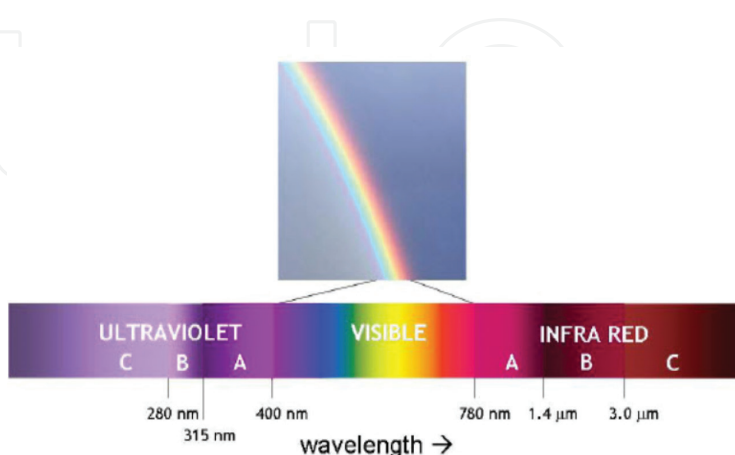 ULTRAVIOLET VISIBLE INFRA RED
C B A A B C
280 nm 400 nm 780 nm 1.4 μm 3.0 μm
315 nm
wavelength →